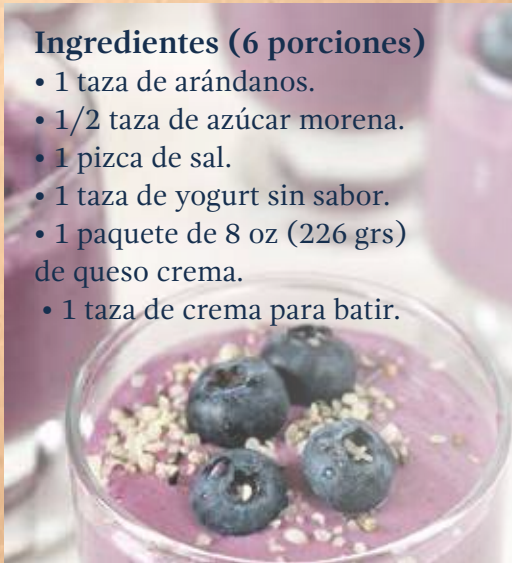 Ingredientes (6 porciones)
• 1 taza de arándanos.
• 1/2 taza de azúcar morena.
• 1 pizca de sal.
• 1 taza de yogurt sin sabor.
• 1 paquete de 8 oz (226 grs)
de queso crema.
• 1 taza de crema para batir.